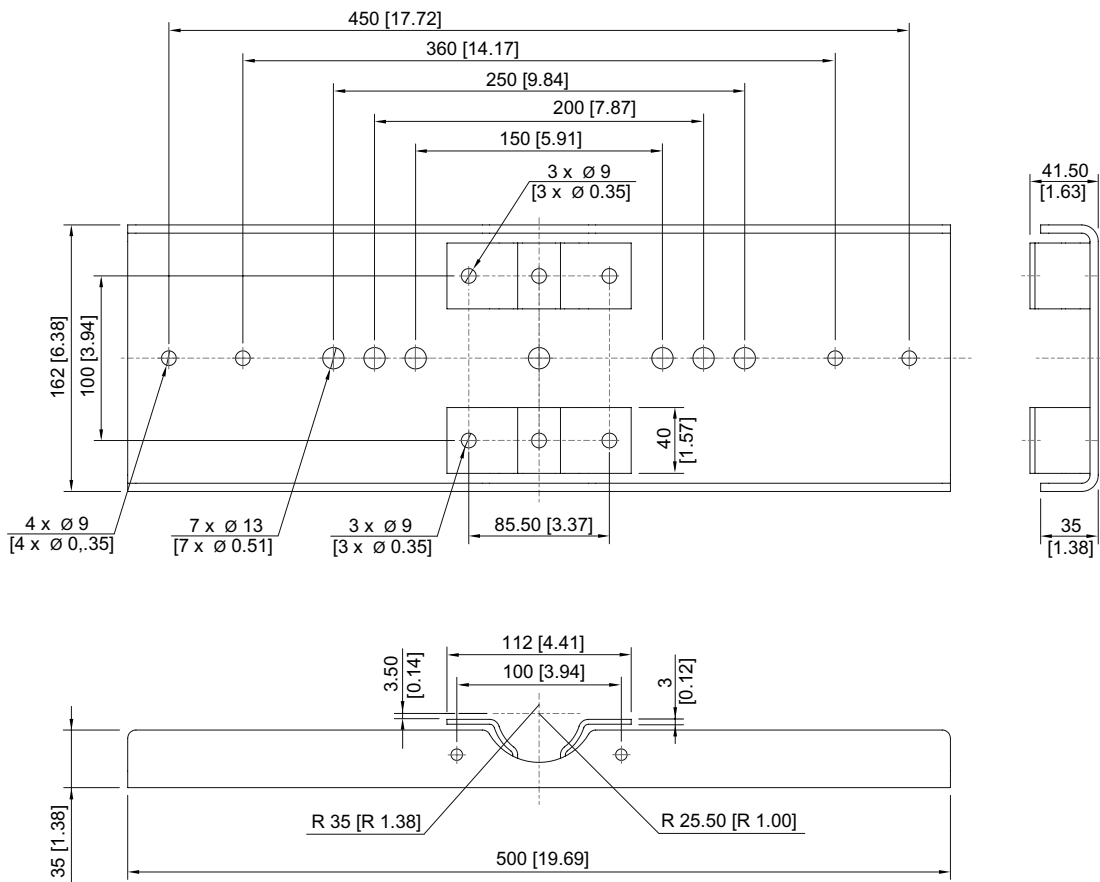 450 [17.72]
360 [14.17]
250 [9.84]
200 [7.87]
150 [5.91]
3 x Ø 9
[3 x Ø 0.35]
41.50
[1.63]
162 [6.38]
100 [3.94]
40
[1.57]
4 x Ø 9
[4 x Ø 0,.35]
7 x Ø 13
[7 x Ø 0.51]
3 x Ø 9
[3 x Ø 0.35]
85.50 [3.37]
35
[1.38]
112 [4.41]
100 [3.94]
3.50
[0.14]
3
[0.12]
35 [1.38]
R 35 [R 1.38]
R 25.50 [R 1.00]
500 [19.69]